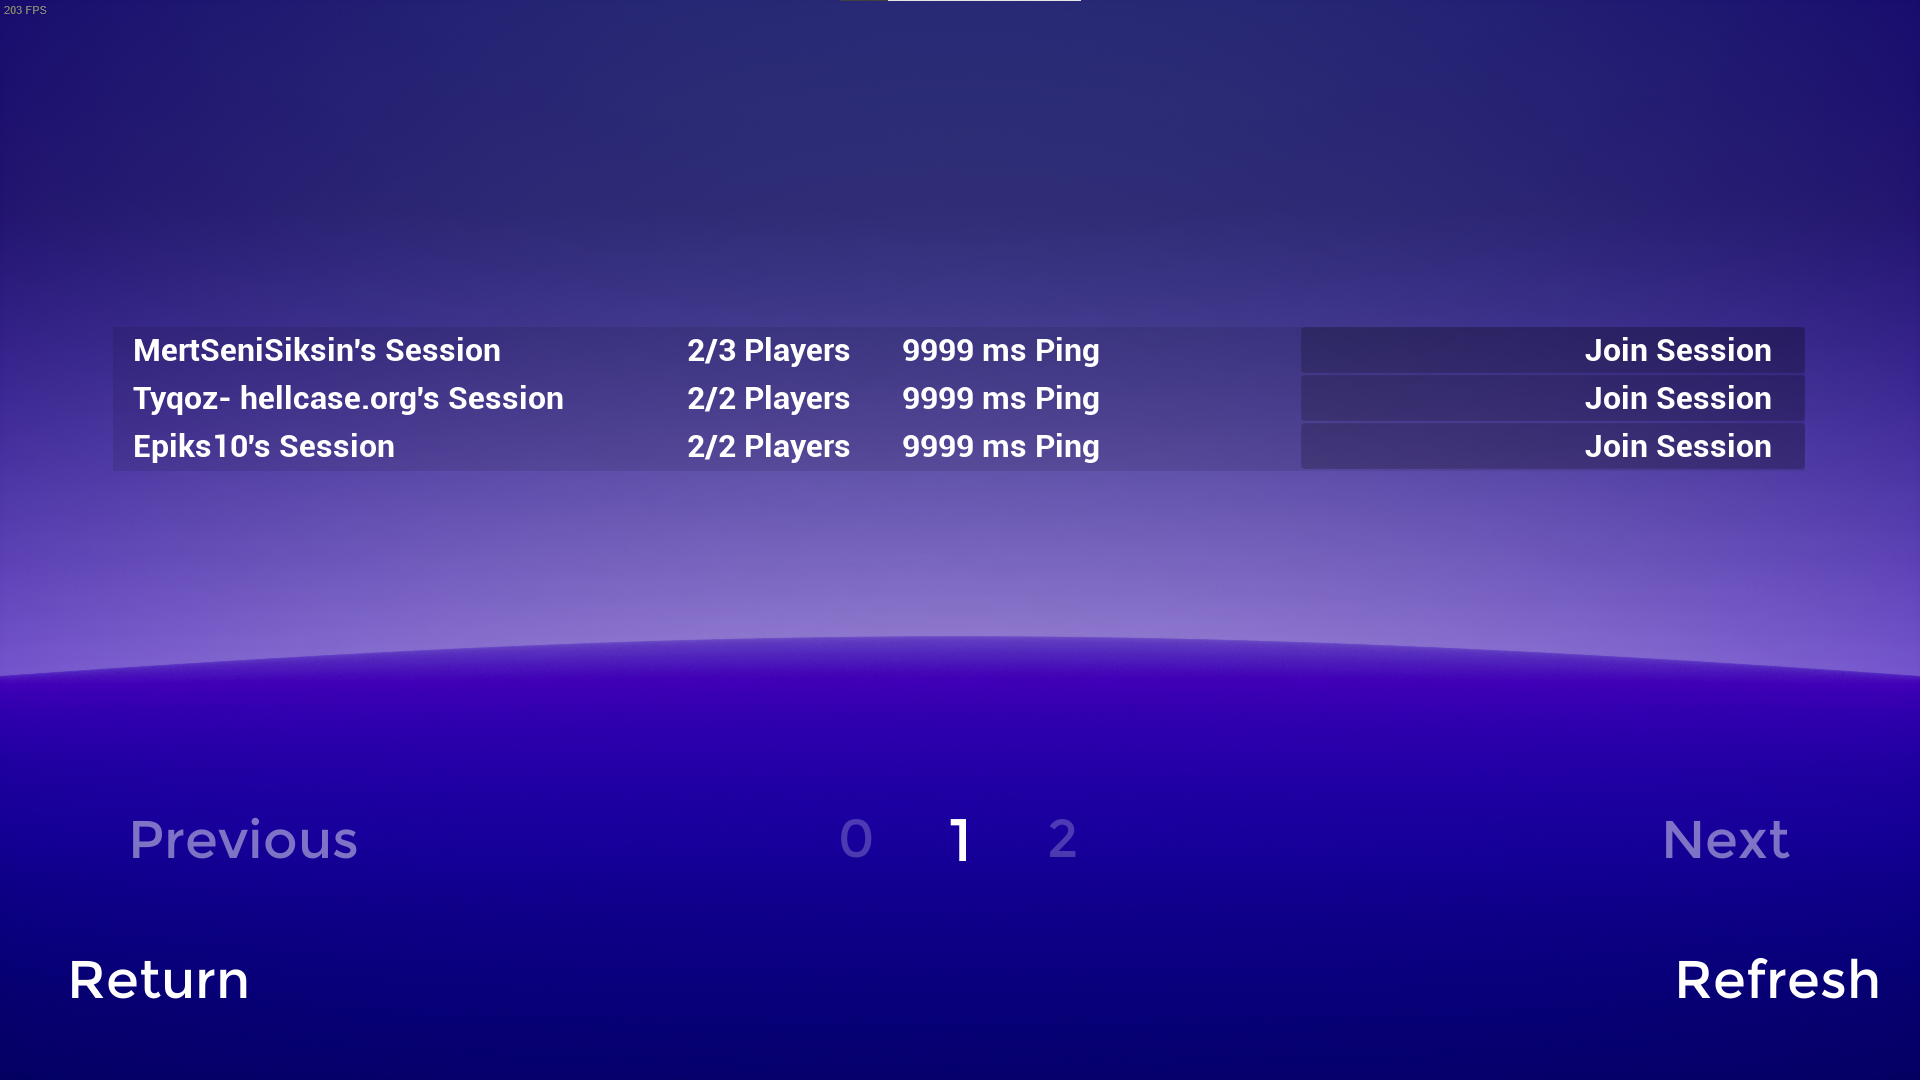 203 FPS
MertSeniSiksin's Session 2/3 Players 9999 ms Ping Join Session
Tyqoz- hellcase.org's Session 2/2 Players 9999 ms Ping Join Session
Epiks10's Session 2/2 Players 9999 ms Ping Join Session
Previous 0 1 2 Next
Return Refresh